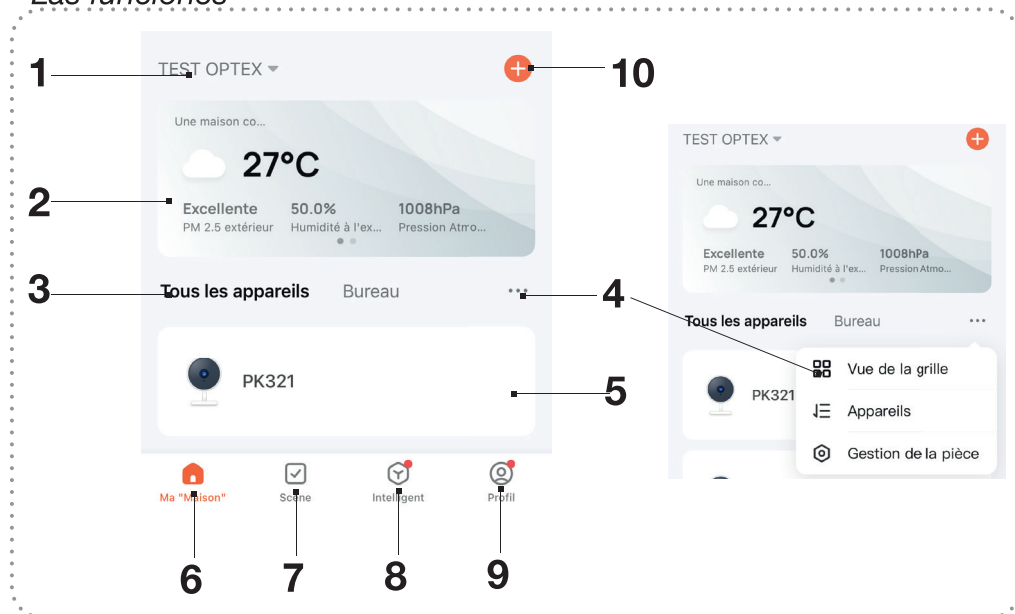 Las funciones
1
TEST OPTEX
10
Une maison co...
27°C
2
Excellente 50.0% 1008hPa
PM 2.5 extérieur Humidité à l'ex... Pression Atmo...
3
Tous les appareils Bureau
4
PK321
5
Ma "Maison" Scène Intelligent Profil
6 7 8 9
TEST OPTEX
Une maison co...
27°C
Excellente 50.0% 1008hPa
PM 2.5 extérieur Humidité à l'ex... Pression Atmo...
Tous les appareils Bureau
Vue de la grille
PK321
Appareils
Gestion de la pièce